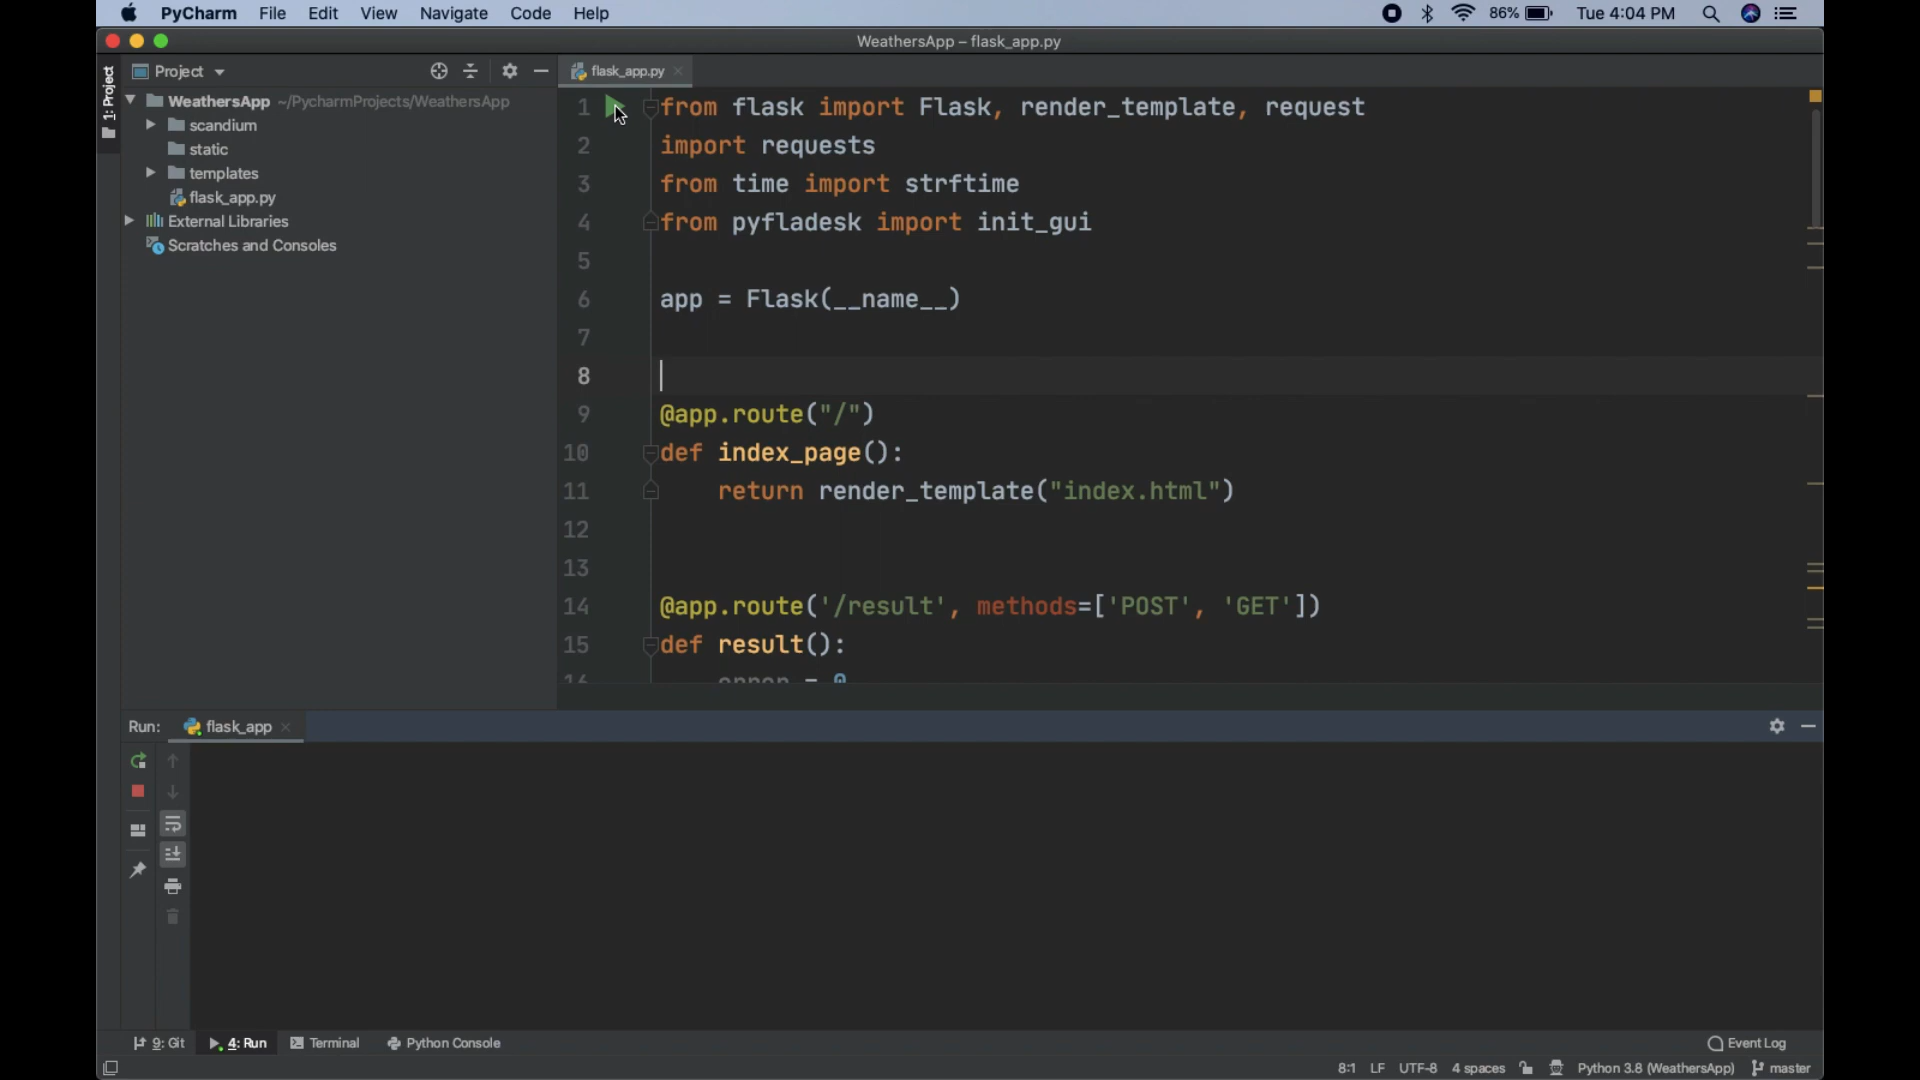 PyCharm File Edit View Navigate Code Help 86% Tue 4:04 PM
WeathersApp – flask_app.py
1: Project
Project
flask_app.py
WeathersApp ~/PycharmProjects/WeathersApp
scandium
static
templates
flask_app.py
External Libraries
Scratches and Consoles
1 from flask import Flask, render_template, request
2 import requests
3 from time import strftime
4 from pyfladesk import init_gui
5
6 app = Flask(__name__)
7
8
9 @app.route("/")
10 def index_page():
11 return render_template("index.html")
12
13
14 @app.route('/result', methods=['POST', 'GET'])
15 def result():
16 error = 0
Run: flask_app
9: Git 4: Run Terminal Python Console Event Log
8:1 LF UTF-8 4 spaces Python 3.8 (WeathersApp) master